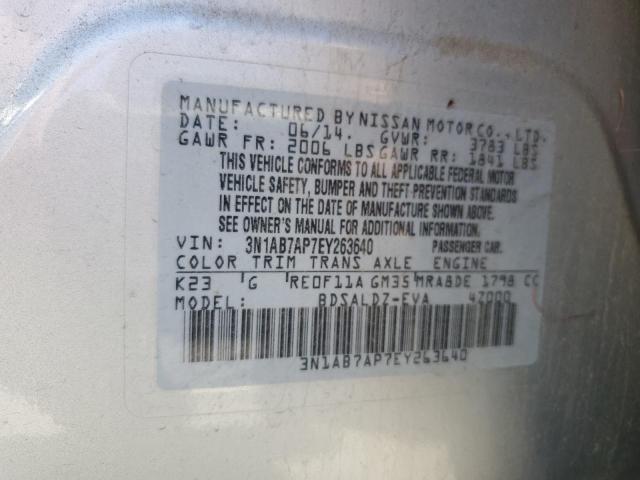 MANUFACTURED BY NISSAN MOTOR CO., LTD.
DATE: 06/14. GVWR: 3783 LBS
GAWR FR: 2006 LBS GAWR RR: 1841 LBS
THIS VEHICLE CONFORMS TO ALL APPLICABLE FEDERAL MOTOR
VEHICLE SAFETY, BUMPER AND THEFT PREVENTION STANDARDS
IN EFFECT ON THE DATE OF MANUFACTURE SHOWN ABOVE.
SEE OWNER'S MANUAL FOR ADDITIONAL INFORMATION.
VIN: 3N1AB7AP7EY263640 PASSENGER CAR.
COLOR TRIM TRANS AXLE ENGINE
K23 G RE0F11A GM35 MRA8DE 1798 CC
MODEL: BDSALDZ-EVA 4Z000
3N1AB7AP7EY263640